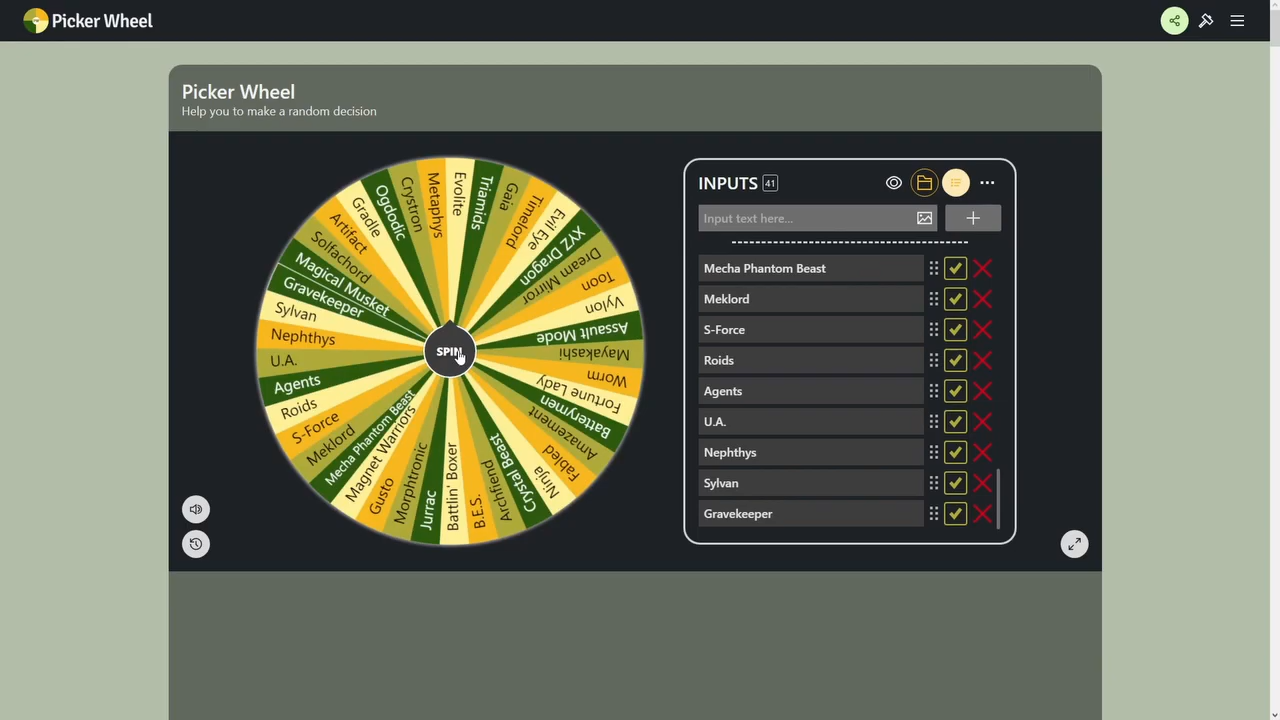 Picker Wheel
Picker Wheel
Help you to make a random decision
Evolite
Triamids
Gaia
Timelord
Evil Eye
XYZ Dragon
Dream Mirror
Toon
Vylon
Assault Mode
Mayakashi
Worm
Fortune Lady
Batterymen
Amazement
Fabled
Ninja
Crystal Beast
Archfiend
B.E.S.
Battlin' Boxer
Jurrac
Morphtronic
Gusto
Magnet Warriors
Mecha Phantom Beast
Meklord
S-Force
Roids
Agents
U.A.
Nephthys
Sylvan
Gravekeeper
Magical Musket
Solfachord
Artifact
Gradle
Ogdodic
Crystron
Metaphys
SPIN
INPUTS 41
Input text here...
Mecha Phantom Beast
Meklord
S-Force
Roids
Agents
U.A.
Nephthys
Sylvan
Gravekeeper